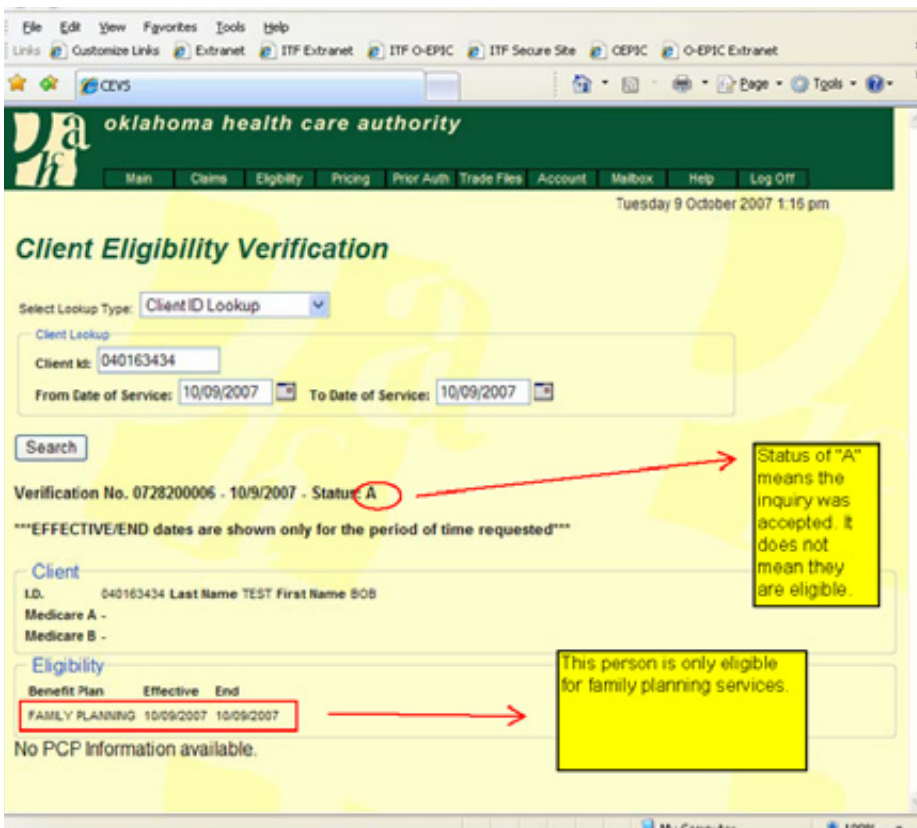 File Edit View Favorites Tools Help
Links Customize Links Extranet ITF Extranet ITF O-EPIC ITF Secure Site OEPIC O-EPIC Extranet
CEVS Page Tools
oklahoma health care authority
Main Claims Eligibility Pricing Prior Auth Trade Files Account Mailbox Help Log Off
Tuesday 9 October 2007 1:16 pm
Client Eligibility Verification
Select Lookup Type: Client ID Lookup
Client Lookup
Client Id: 040163434
From Date of Service: 10/09/2007 To Date of Service: 10/09/2007
Search
Verification No. 0728200006 - 10/9/2007 - Status: A
***EFFECTIVE/END dates are shown only for the period of time requested***
Status of "A"
means the
inquiry was
accepted. It
does not
mean they
are eligible.
Client
I.D. 040163434 Last Name TEST First Name BOB
Medicare A -
Medicare B -
Eligibility
Benefit Plan Effective End
FAMILY PLANNING 10/09/2007 10/09/2007
This person is only eligible
for family planning services.
No PCP Information available.